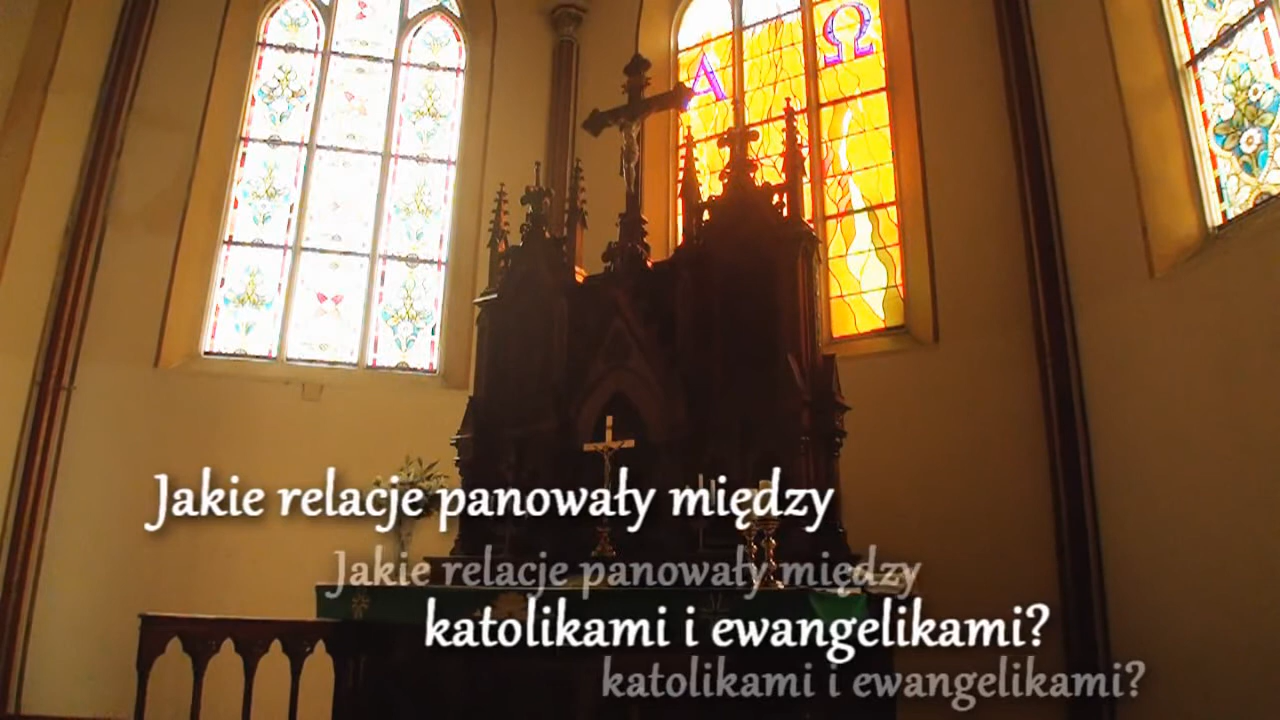 Α Ω
Jakie relacje panowały między
Jakie relacje panowały między
katolikami i ewangelikami?
katolikami i ewangelikami?